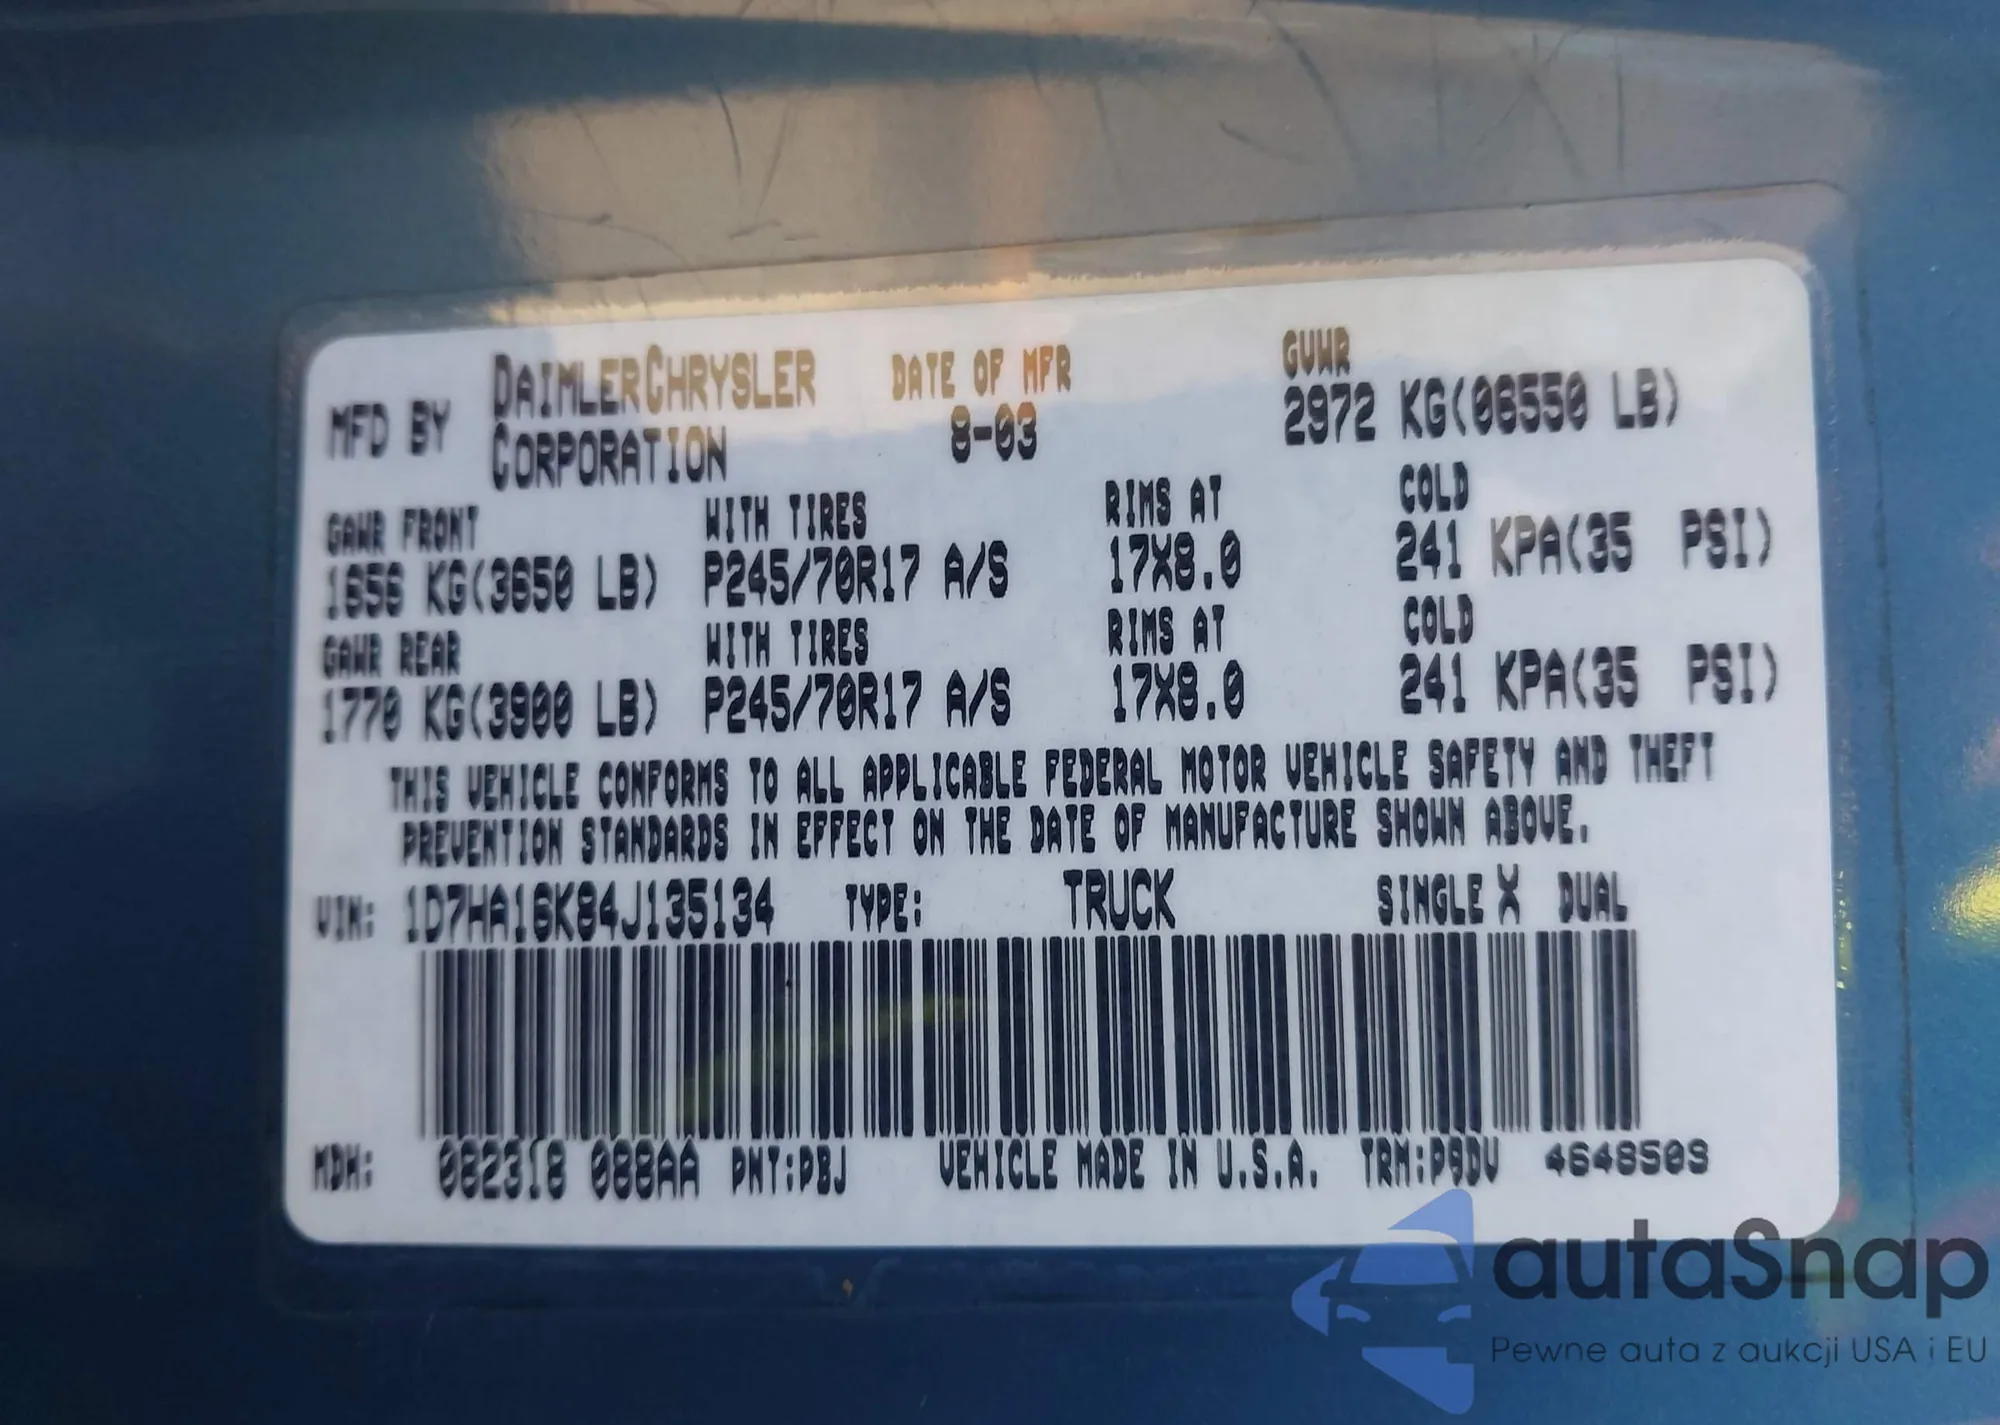 MFD BY DAIMLERCHRYSLER CORPORATION DATE OF MFR 8-03 GVWR 2972 KG(06550 LB)
GAWR FRONT WITH TIRES RIMS AT COLD
1656 KG(3650 LB) P245/70R17 A/S 17X8.0 241 KPA(35 PSI)
GAWR REAR WITH TIRES RIMS AT COLD
1770 KG(3900 LB) P245/70R17 A/S 17X8.0 241 KPA(35 PSI)
THIS VEHICLE CONFORMS TO ALL APPLICABLE FEDERAL MOTOR VEHICLE SAFETY AND THEFT
PREVENTION STANDARDS IN EFFECT ON THE DATE OF MANUFACTURE SHOWN ABOVE.
VIN: 1D7HA16K84J135134 TYPE: TRUCK SINGLE X DUAL
MDH: 082318 088AA PNT:PBJ VEHICLE MADE IN U.S.A. TRM: 4648509
autaSnap
Pewne auta z aukcji USA i EU